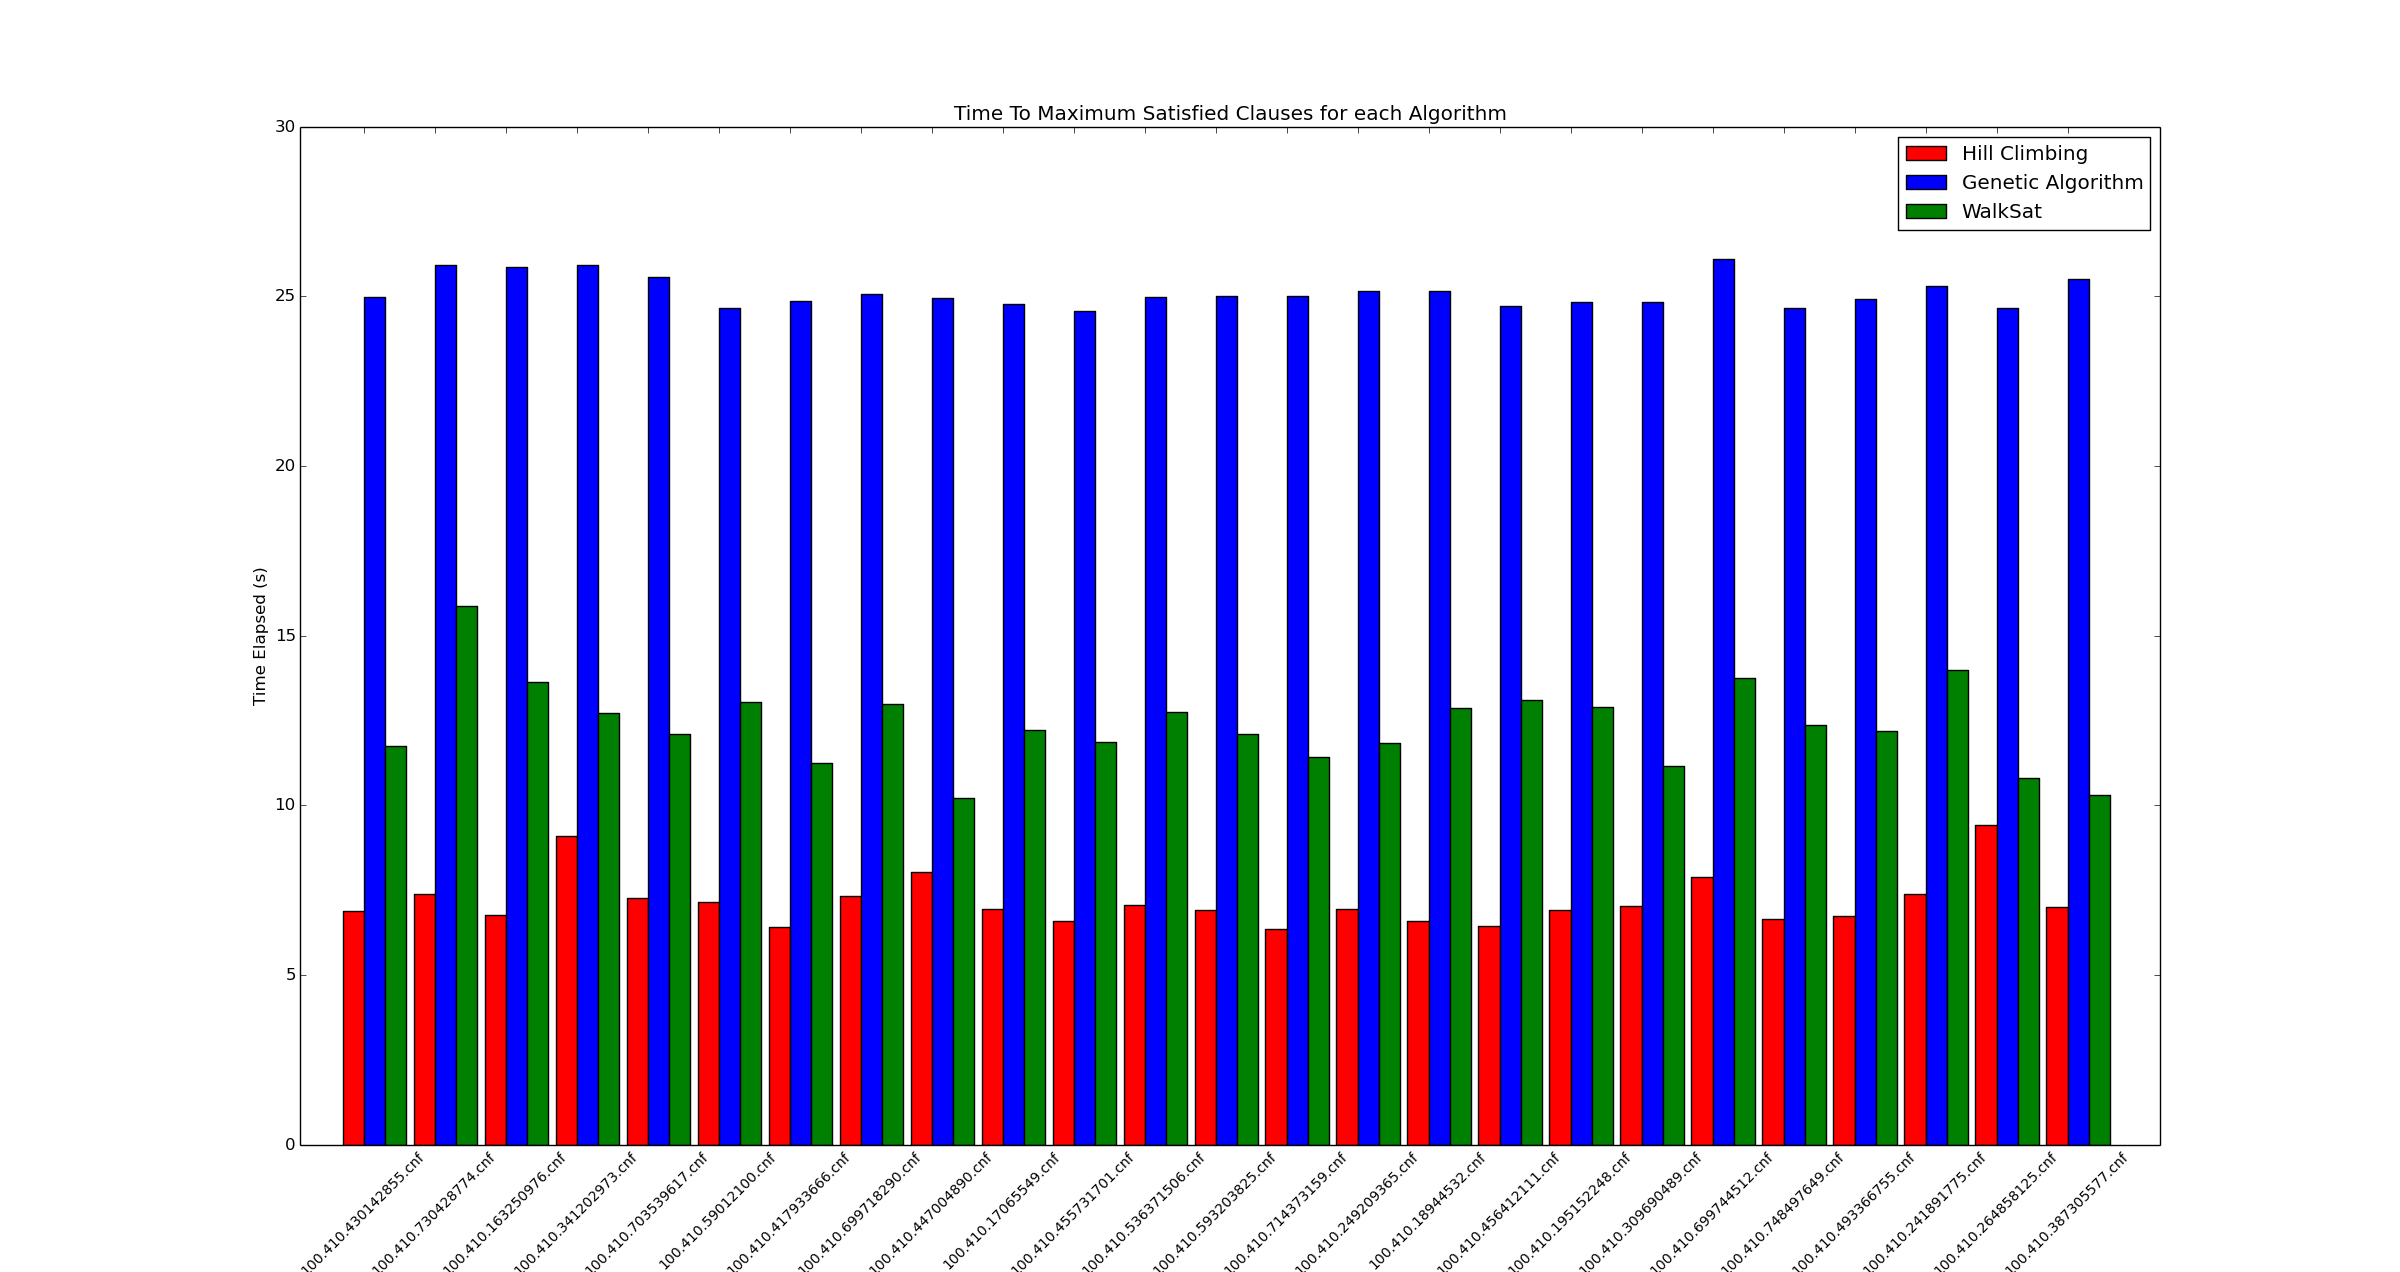 Time To Maximum Satisfied Clauses for each Algorithm
Hill Climbing
Genetic Algorithm
WalkSat
Time Elapsed (s)
30
25
20
15
10
5
0
100.410.430142855.cnf
100.410.730428774.cnf
100.410.163250976.cnf
100.410.341202973.cnf
100.410.703539617.cnf
100.410.59012100.cnf
100.410.417933666.cnf
100.410.699718290.cnf
100.410.447004890.cnf
100.410.17065549.cnf
100.410.455731701.cnf
100.410.536371506.cnf
100.410.593203825.cnf
100.410.714373159.cnf
100.410.249209365.cnf
100.410.18944532.cnf
100.410.456412111.cnf
100.410.195152248.cnf
100.410.309690489.cnf
100.410.699744512.cnf
100.410.748497649.cnf
100.410.493366755.cnf
100.410.241891775.cnf
100.410.264858125.cnf
100.410.387305577.cnf